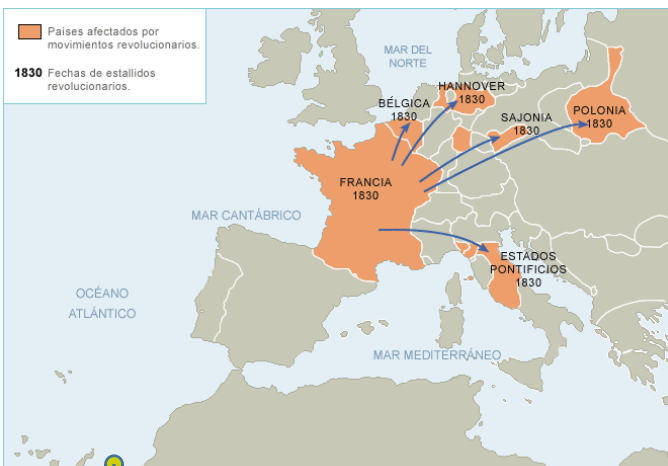 Países afectados por
movimientos revolucionarios.
1830 Fechas de estallidos
revolucionarios.
MAR DEL
NORTE
HANNOVER
1830
BÉLGICA
1830
SAJONIA
1830
POLONIA
1830
FRANCIA
1830
MAR CANTÁBRICO
ESTADOS
PONTIFICIOS
1830
OCÉANO
ATLÁNTICO
MAR MEDITERRÁNEO